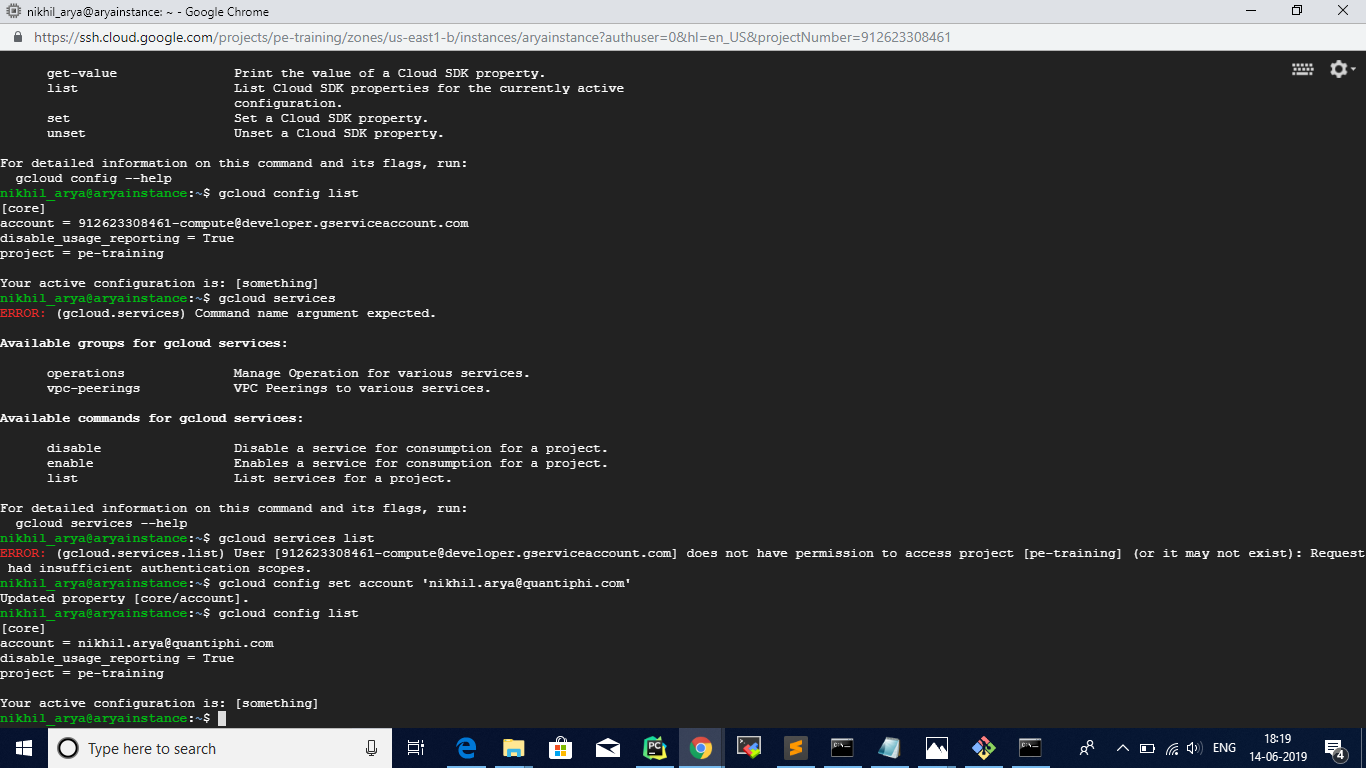 nikhil_arya@aryainstance: ~ - Google Chrome
https://ssh.cloud.google.com/projects/pe-training/zones/us-east1-b/instances/aryainstance?authuser=0&hl=en_US&projectNumber=912623308461
get-value Print the value of a Cloud SDK property.
list List Cloud SDK properties for the currently active
configuration.
set Set a Cloud SDK property.
unset Unset a Cloud SDK property.
For detailed information on this command and its flags, run:
gcloud config --help
nikhil_arya@aryainstance:~$ gcloud config list
[core]
account = 912623308461-compute@developer.gserviceaccount.com
disable_usage_reporting = True
project = pe-training
Your active configuration is: [something]
nikhil_arya@aryainstance:~$ gcloud services
ERROR: (gcloud.services) Command name argument expected.
Available groups for gcloud services:
operations Manage Operation for various services.
vpc-peerings VPC Peerings to various services.
Available commands for gcloud services:
disable Disable a service for consumption for a project.
enable Enables a service for consumption for a project.
list List services for a project.
For detailed information on this command and its flags, run:
gcloud services --help
nikhil_arya@aryainstance:~$ gcloud services list
ERROR: (gcloud.services.list) User [912623308461-compute@developer.gserviceaccount.com] does not have permission to access project [pe-training] (or it may not exist): Request
had insufficient authentication scopes.
nikhil_arya@aryainstance:~$ gcloud config set account 'nikhil.arya@quantiphi.com'
Updated property [core/account].
nikhil_arya@aryainstance:~$ gcloud config list
[core]
account = nikhil.arya@quantiphi.com
disable_usage_reporting = True
project = pe-training
Your active configuration is: [something]
nikhil_arya@aryainstance:~$
Type here to search
PC
ENG
18:19
14-06-2019
4